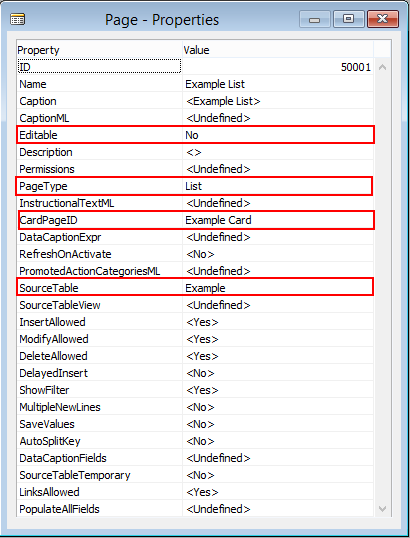 Page - Properties
Property Value
ID 50001
Name Example List
Caption <Example List>
CaptionML <Undefined>
Editable No
Description <>
Permissions <Undefined>
PageType List
InstructionalTextML <Undefined>
CardPageID Example Card
DataCaptionExpr <Undefined>
RefreshOnActivate <No>
PromotedActionCategoriesML <Undefined>
SourceTable Example
SourceTableView <Undefined>
InsertAllowed <Yes>
ModifyAllowed <Yes>
DeleteAllowed <Yes>
DelayedInsert <No>
ShowFilter <Yes>
MultipleNewLines <No>
SaveValues <No>
AutoSplitKey <No>
DataCaptionFields <Undefined>
SourceTableTemporary <No>
LinksAllowed <Yes>
PopulateAllFields <Undefined>